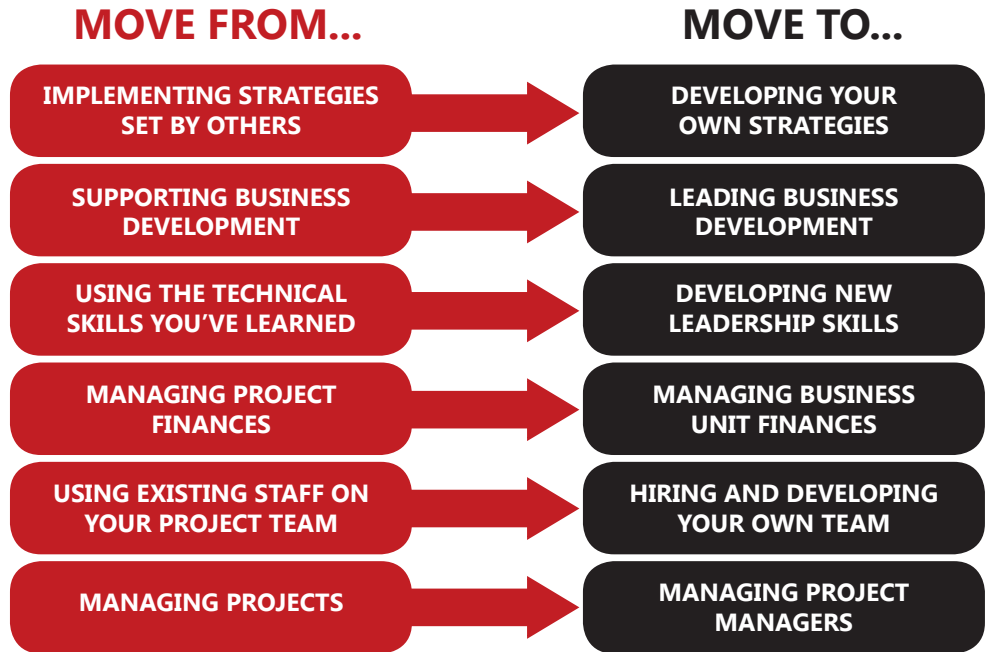 MOVE FROM...
MOVE TO...
IMPLEMENTING STRATEGIES
SET BY OTHERS
DEVELOPING YOUR
OWN STRATEGIES
SUPPORTING BUSINESS
DEVELOPMENT
LEADING BUSINESS
DEVELOPMENT
USING THE TECHNICAL
SKILLS YOU’VE LEARNED
DEVELOPING NEW
LEADERSHIP SKILLS
MANAGING PROJECT
FINANCES
MANAGING BUSINESS
UNIT FINANCES
USING EXISTING STAFF ON
YOUR PROJECT TEAM
HIRING AND DEVELOPING
YOUR OWN TEAM
MANAGING PROJECTS
MANAGING PROJECT
MANAGERS